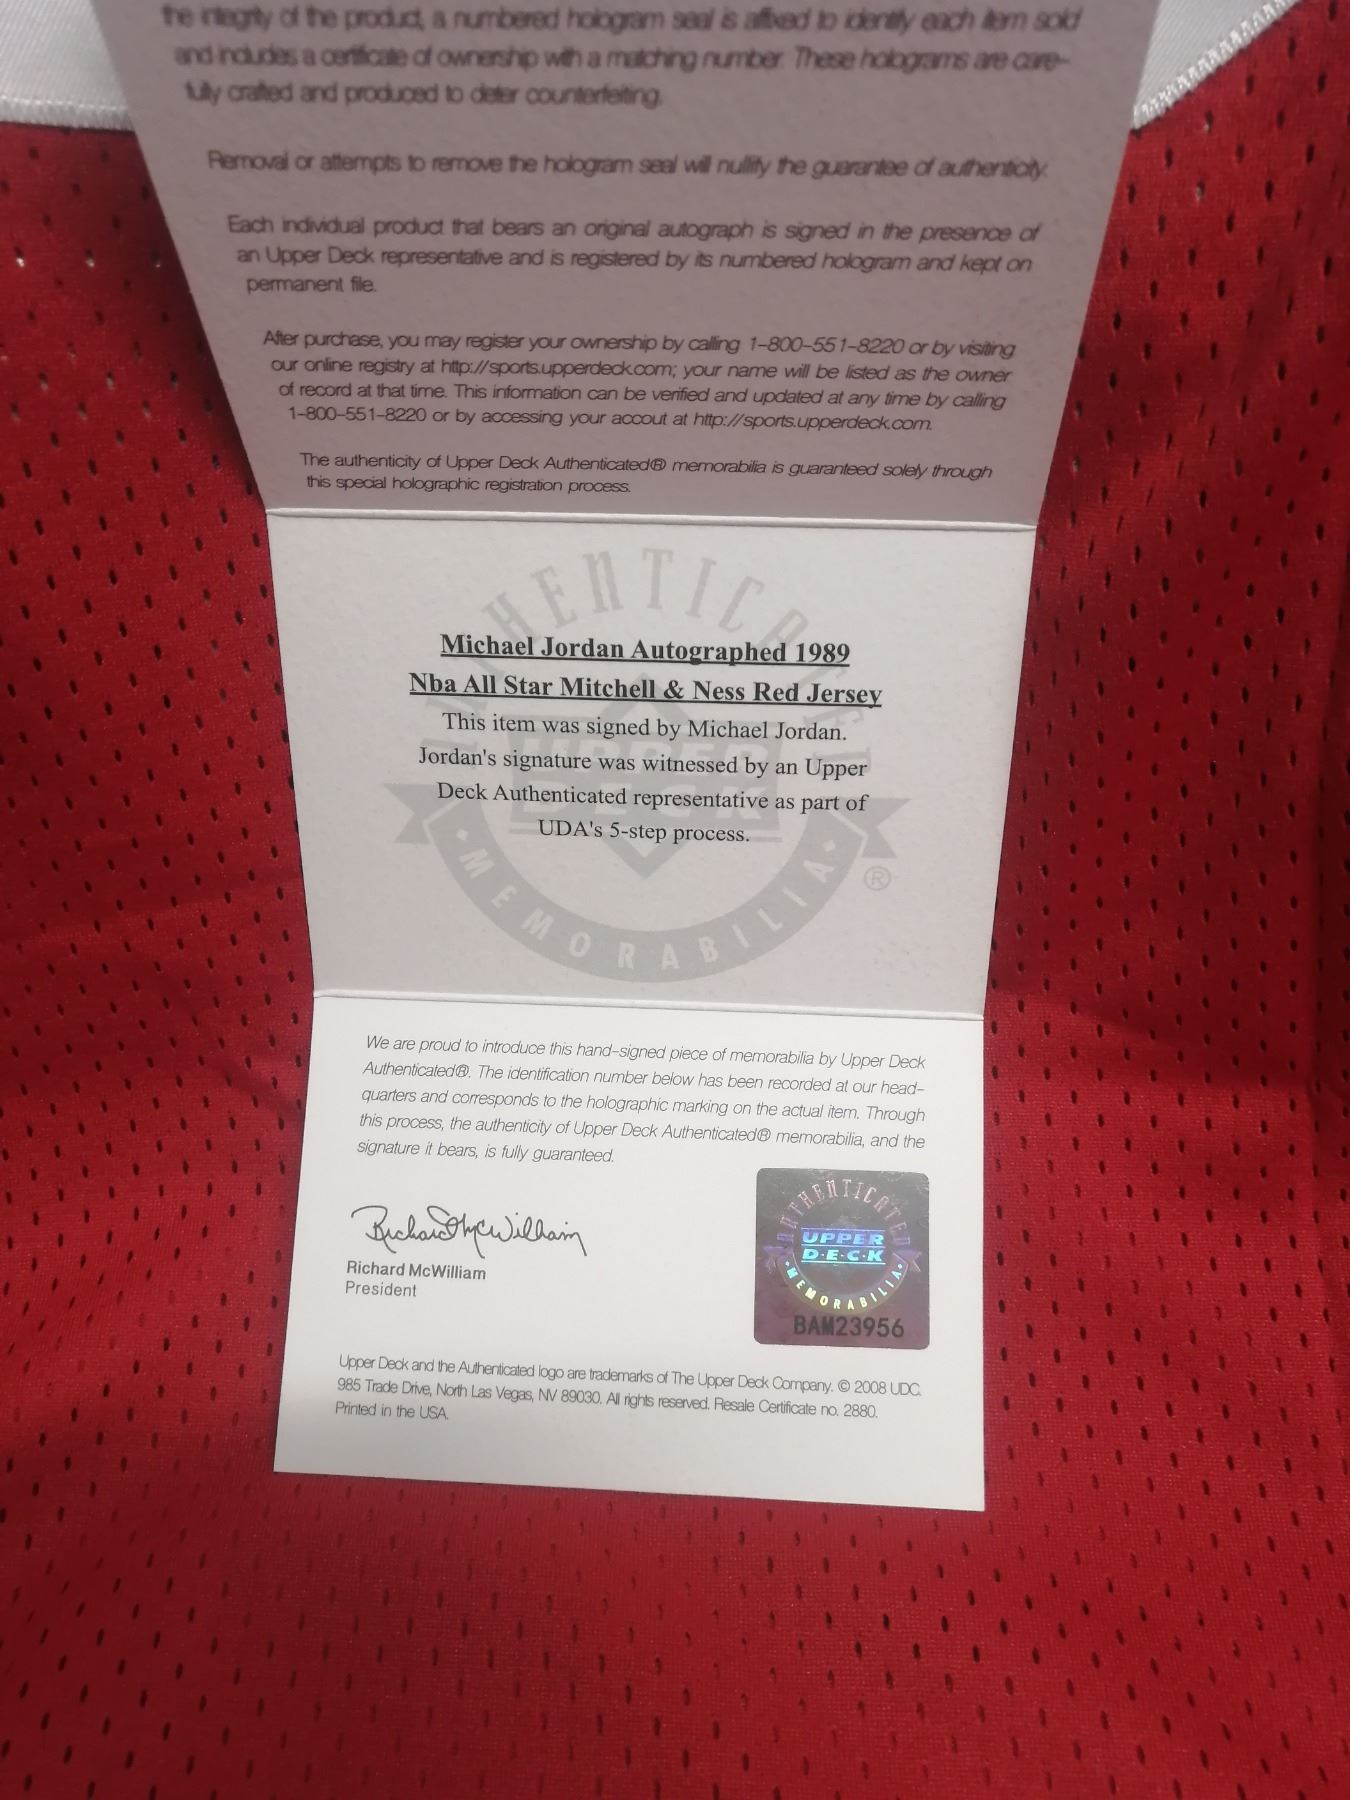 the integrity of the product, a numbered hologram seal is affixed to identify each item sold
and includes a certificate of ownership with a matching number. These holograms are care-
fully crafted and produced to deter counterfeiting.
Removal or attempts to remove the hologram seal will nullify the guarantee of authenticity.
Each individual product that bears an original autograph is signed in the presence of
an Upper Deck representative and is registered by its numbered hologram and kept on
permanent file.
After purchase, you may register your ownership by calling 1-800-551-8220 or by visiting
our online registry at http://sports.upperdeck.com; your name will be listed as the owner
of record at that time. This information can be verified and updated at any time by calling
1-800-551-8220 or by accessing your accout at http://sports.upperdeck.com.
The authenticity of Upper Deck Authenticated® memorabilia is guaranteed solely through
this special holographic registration process.
AUTHENTICATED
Michael Jordan Autographed 1989
Nba All Star Mitchell & Ness Red Jersey
This item was signed by Michael Jordan.
Jordan's signature was witnessed by an Upper
Deck Authenticated representative as part of
UDA's 5-step process.
UPPER
DECK
MEMORABILIA ®
We are proud to introduce this hand-signed piece of memorabilia by Upper Deck
Authenticated®. The identification number below has been recorded at our head-
quarters and corresponds to the holographic marking on the actual item. Through
this process, the authenticity of Upper Deck Authenticated® memorabilia, and the
signature it bears, is fully guaranteed.
Richard McWilliam
Richard McWilliam
President
AUTHENTICATED
UPPER
D·E·C·K
MEMORABILIA
BAM23956
Upper Deck and the Authenticated logo are trademarks of The Upper Deck Company. © 2008 UDC.
985 Trade Drive, North Las Vegas, NV 89030. All rights reserved. Resale Certificate no. 2880.
Printed in the USA.